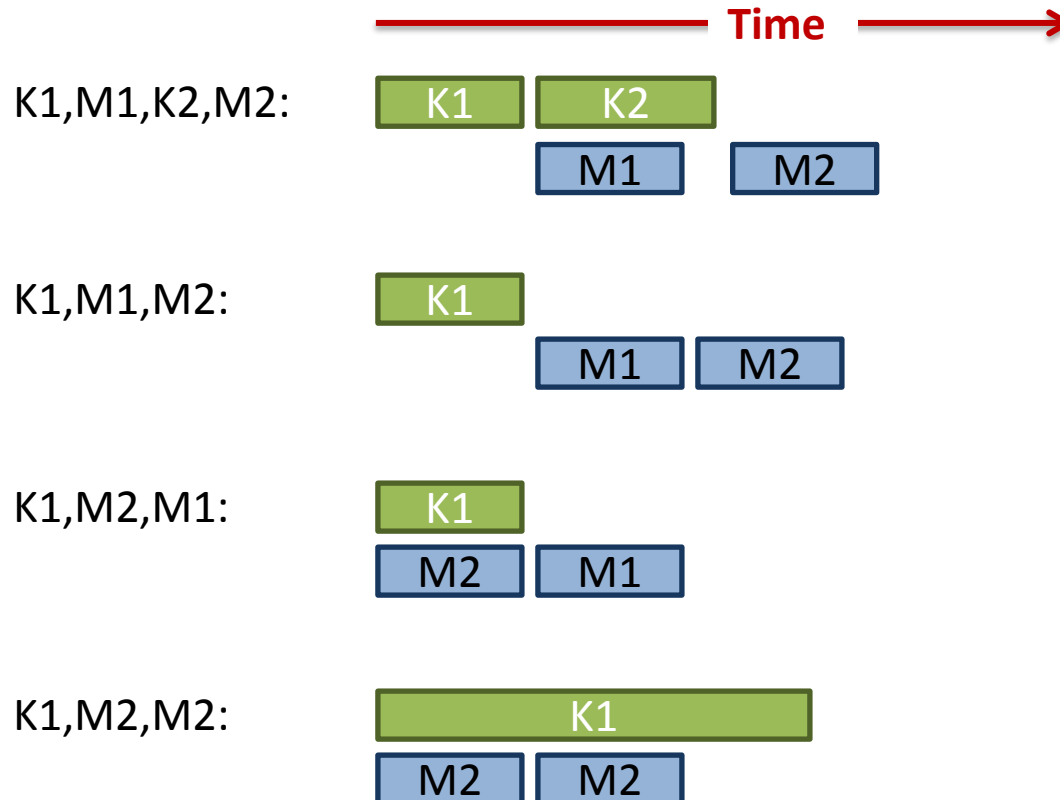 Time
K1,M1,K2,M2:
K1 K2
M1 M2
K1,M1,M2:
K1
M1 M2
K1,M2,M1:
K1
M2 M1
K1,M2,M2:
K1
M2 M2